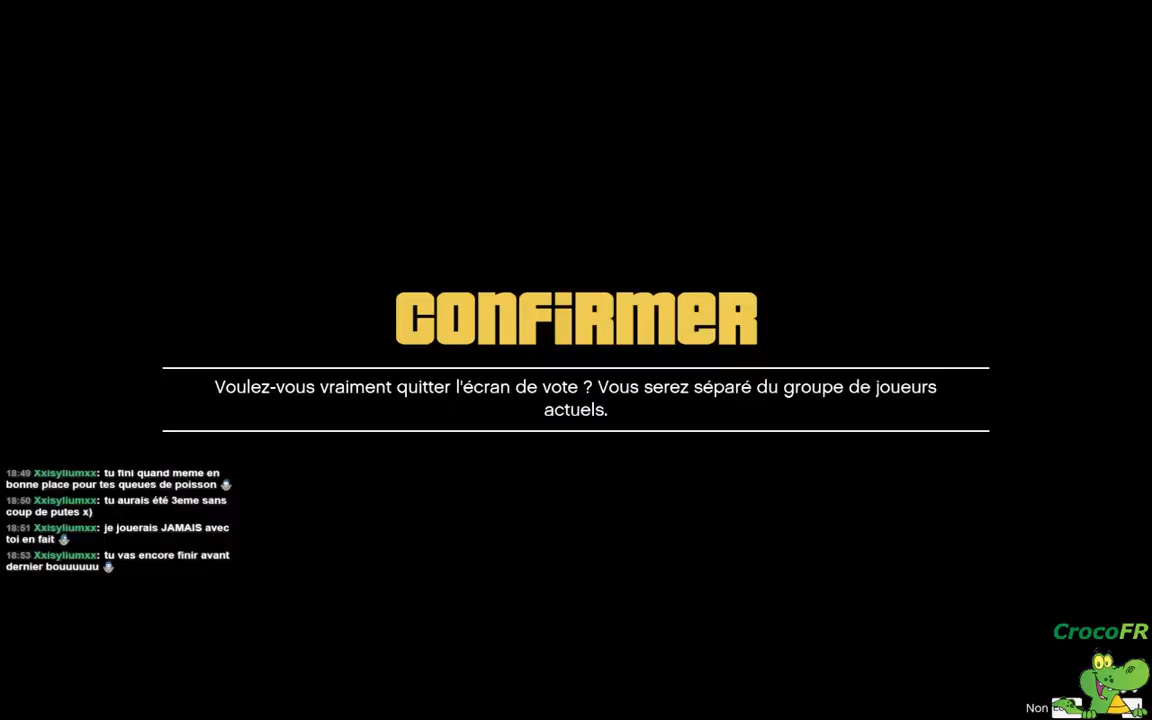 CONFIRMER
Voulez-vous vraiment quitter l'écran de vote ? Vous serez séparé du groupe de joueurs
actuels.
18:49 Xxisyliumxx: tu fini quand meme en
bonne place pour tes queues de poisson
18:50 Xxisyliumxx: tu aurais été 3eme sans
coup de putes x)
18:51 Xxisyliumxx: je jouerais JAMAIS avec
toi en fait
18:53 Xxisyliumxx: tu vas encore finir avant
dernier bouuuuuu
CrocoFR
Non